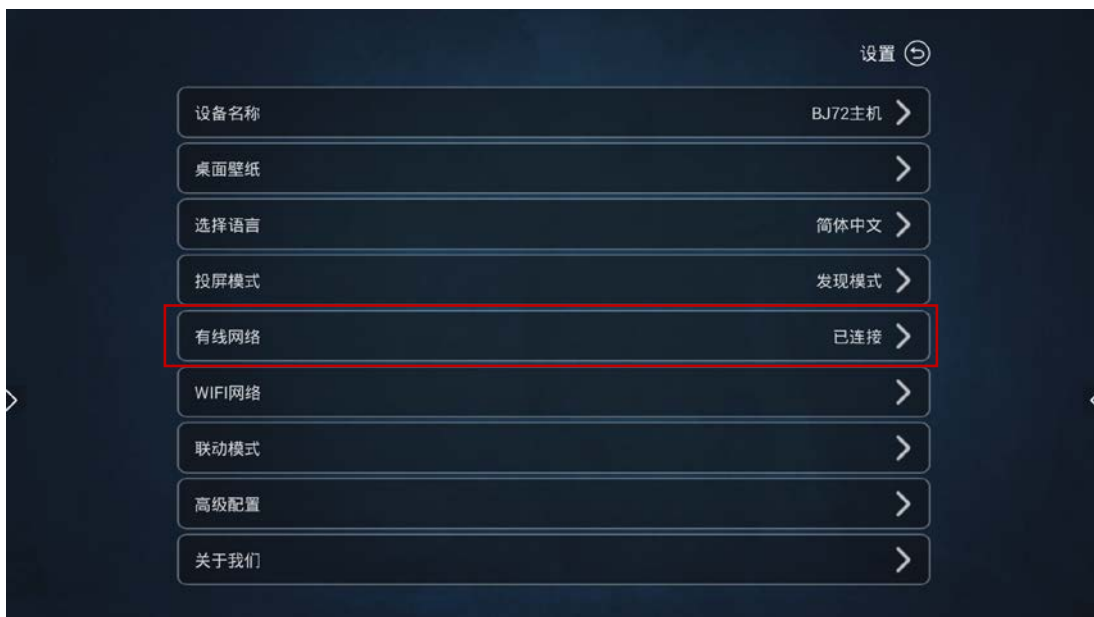 设置
设备名称 BJ72主机
桌面壁纸
选择语言 简体中文
投屏模式 发现模式
有线网络 已连接
WIFI网络
联动模式
高级配置
关于我们